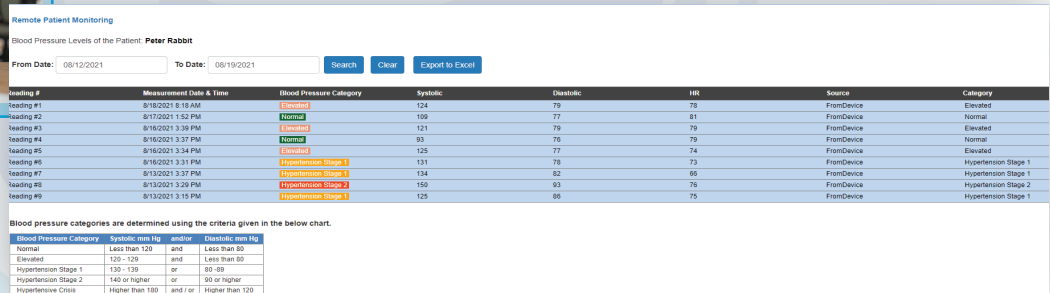 Remote Patient Monitoring
Blood Pressure Levels of the Patient: Peter Rabbit
From Date: 08/12/2021 To Date: 08/19/2021 Search Clear Export to Excel
Reading # Measurement Date & Time Blood Pressure Category Systolic Diastolic HR Source Category
Reading #1 8/18/2021 8:18 AM Elevated 124 79 78 FromDevice Elevated
Reading #2 8/17/2021 1:52 PM Normal 109 77 81 FromDevice Normal
Reading #3 8/16/2021 3:39 PM Elevated 121 79 79 FromDevice Elevated
Reading #4 8/16/2021 3:37 PM Normal 93 76 79 FromDevice Normal
Reading #5 8/16/2021 3:34 PM Elevated 125 77 74 FromDevice Elevated
Reading #6 8/16/2021 3:31 PM Hypertension Stage 1 131 78 73 FromDevice Hypertension Stage 1
Reading #7 8/13/2021 3:37 PM Hypertension Stage 1 134 82 66 FromDevice Hypertension Stage 1
Reading #8 8/13/2021 3:29 PM Hypertension Stage 2 150 93 76 FromDevice Hypertension Stage 2
Reading #9 8/13/2021 3:15 PM Hypertension Stage 1 125 86 75 FromDevice Hypertension Stage 1
Blood pressure categories are determined using the criteria given in the below chart.
Blood Pressure Category Systolic mm Hg and/or Diastolic mm Hg
Normal Less than 120 and Less than 80
Elevated 120 - 129 and Less than 80
Hypertension Stage 1 130 - 139 or 80 -89
Hypertension Stage 2 140 or higher or 90 or higher
Hypertensive Crisis Higher than 180 and / or Higher than 120